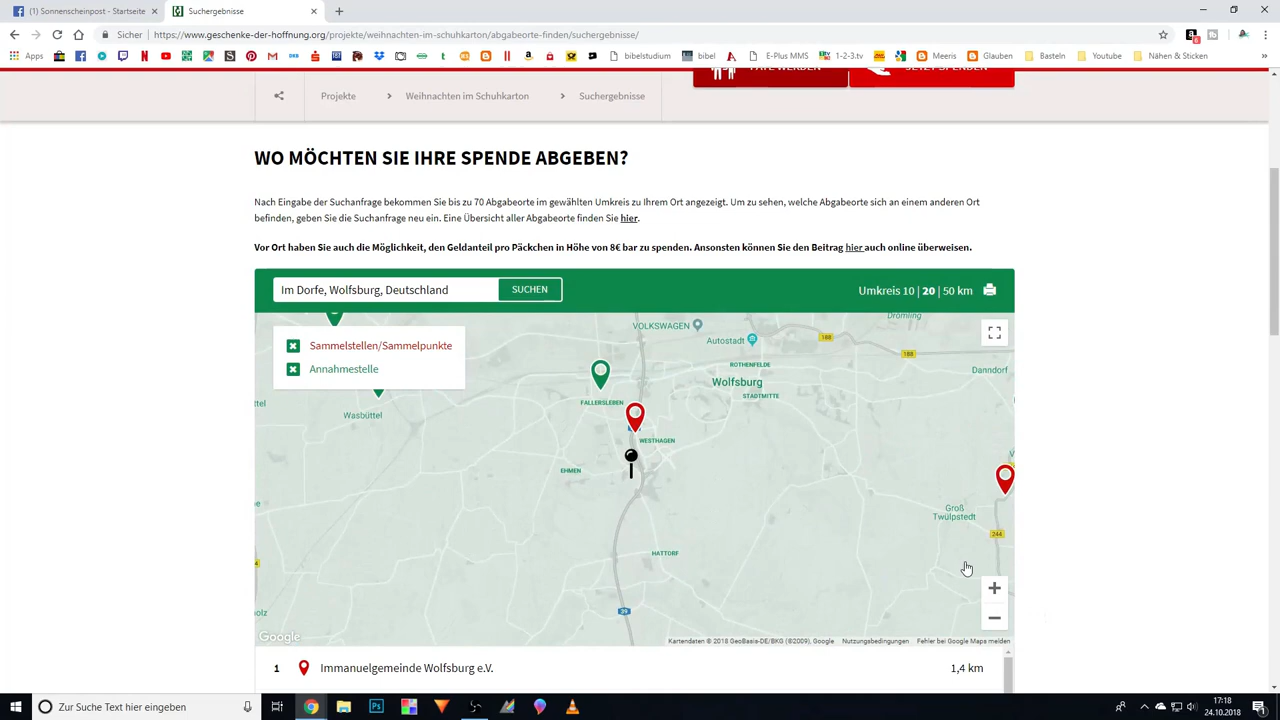 (1) Sonnenscheinpost - Startseite
Suchergebnisse
Sicher
https://www.geschenke-der-hoffnung.org/projekte/weihnachten-im-schuhkarton/abgabeorte-finden/suchergebnisse/
Apps
bibelstudium
bibel
E-Plus MMS
1-2-3.tv
Meeris
Glauben
Basteln
Youtube
Nähen & Sticken
Projekte
Weihnachten im Schuhkarton
Suchergebnisse
WO MÖCHTEN SIE IHRE SPENDE ABGEBEN?
Nach Eingabe der Suchanfrage bekommen Sie bis zu 70 Abgabeorte im gewählten Umkreis zu Ihrem Ort angezeigt. Um zu sehen, welche Abgabeorte sich an einem anderen Ort
befinden, geben Sie die Suchanfrage neu ein. Eine Übersicht aller Abgabeorte finden Sie hier.
Vor Ort haben Sie auch die Möglichkeit, den Geldanteil pro Päckchen in Höhe von 8€ bar zu spenden. Ansonsten können Sie den Beitrag hier auch online überweisen.
Im Dorfe, Wolfsburg, Deutschland
SUCHEN
Umkreis 10 | 20 | 50 km
Sammelstellen/Sammelpunkte
Annahmestelle
VOLKSWAGEN
Drömling
Autostadt
188
188
ROTHENFELDE
Danndorf
Wolfsburg
STADTMITTE
FALLERSLEBEN
Wasbüttel
WESTHAGEN
EHMEN
Groß
Twülpstedt
244
HATTORF
39
Google
Kartendaten © 2018 GeoBasis-DE/BKG (©2009), Google
Nutzungsbedingungen
Fehler bei Google Maps melden
1
Immanuelgemeinde Wolfsburg e.V.
1,4 km
Zur Suche Text hier eingeben
17:18
24.10.2018